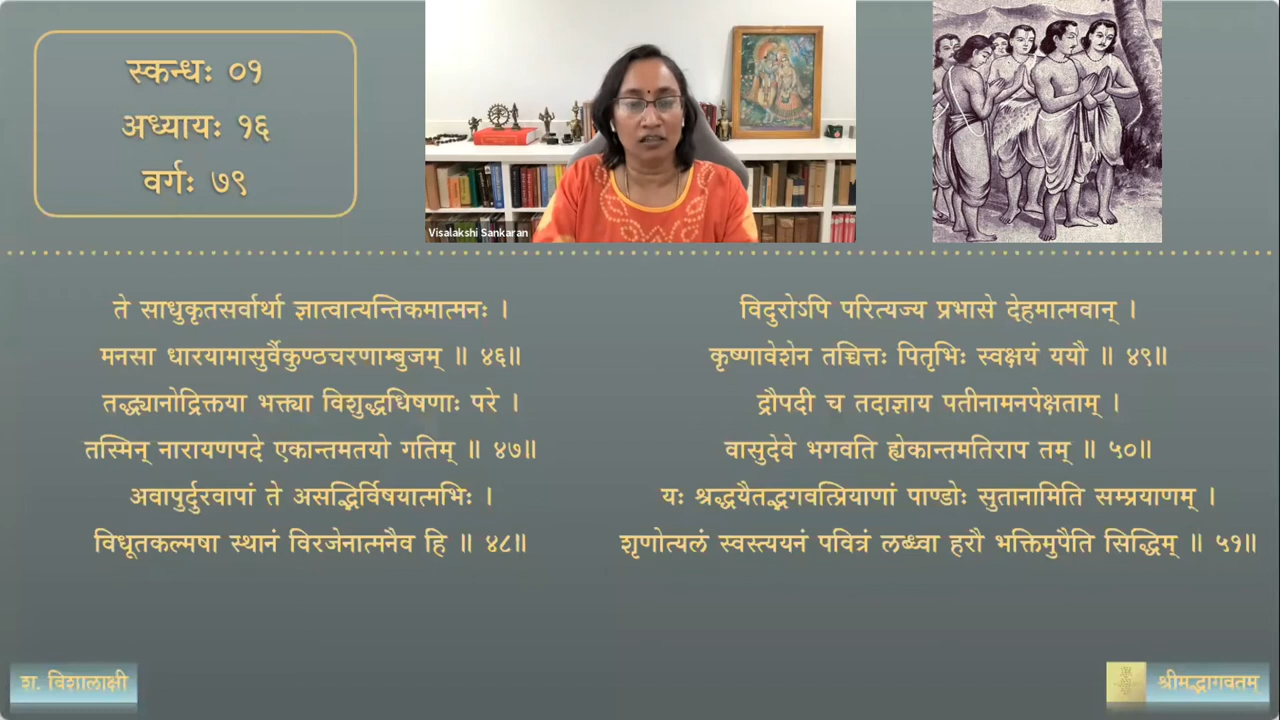 स्कन्धः ०१
अध्यायः १६
वर्गः ७९
Visalakshi Sankaran
ते साधुकृतसर्वार्था ज्ञात्वात्यन्तिकमात्मनः ।
मनसा धारयामासुर्वैकुण्ठचरणाम्बुजम् ॥ ४६॥
तद्ध्यानोद्रिक्तया भक्त्या विशुद्धधिषणाः परे ।
तस्मिन् नारायणपदे एकान्तमतयो गतिम् ॥ ४७॥
अवापुर्दुरवापां ते असद्भिर्विषयात्मभिः ।
विधूतकल्मषा स्थानं विरजेनात्मनैव हि ॥ ४८॥
विदुरोऽपि परित्यज्य प्रभासे देहमात्मवान् ।
कृष्णावेशेन तच्चित्तः पितृभिः स्वक्षयं ययौ ॥ ४९॥
द्रौपदी च तदाज्ञाय पतीनामनपेक्षताम् ।
वासुदेवे भगवति ह्येकान्तमतिराप तम् ॥ ५०॥
यः श्रद्धयैतद्भगवत्प्रियाणां पाण्डोः सुतानामिति सम्प्रयाणम् ।
शृणोत्यलं स्वस्त्ययनं पवित्रं लब्ध्वा हरौ भक्तिमुपैति सिद्धिम् ॥ ५१॥
श. विशालाक्षी
श्रीमद्भागवतम्